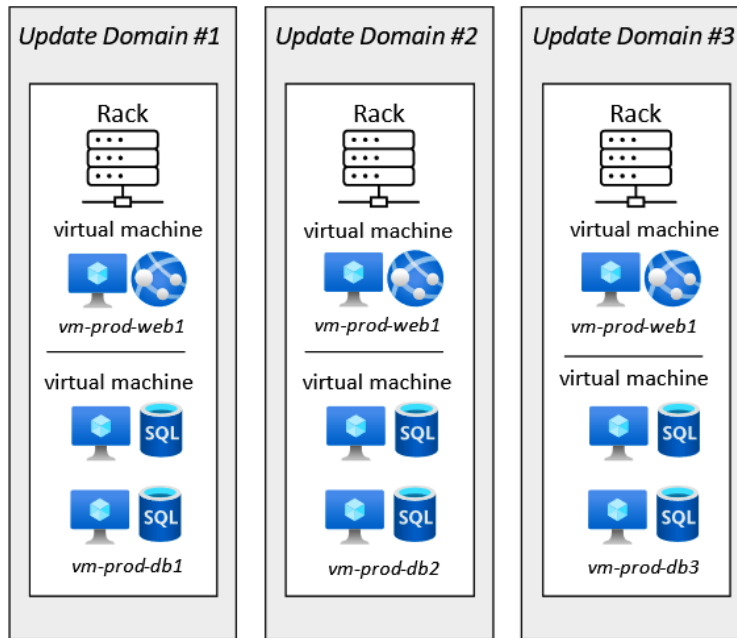 Update Domain #1
Rack
virtual machine
vm-prod-web1
virtual machine
SQL
SQL
vm-prod-db1
Update Domain #2
Rack
virtual machine
vm-prod-web1
virtual machine
SQL
SQL
vm-prod-db2
Update Domain #3
Rack
virtual machine
vm-prod-web1
virtual machine
SQL
SQL
vm-prod-db3